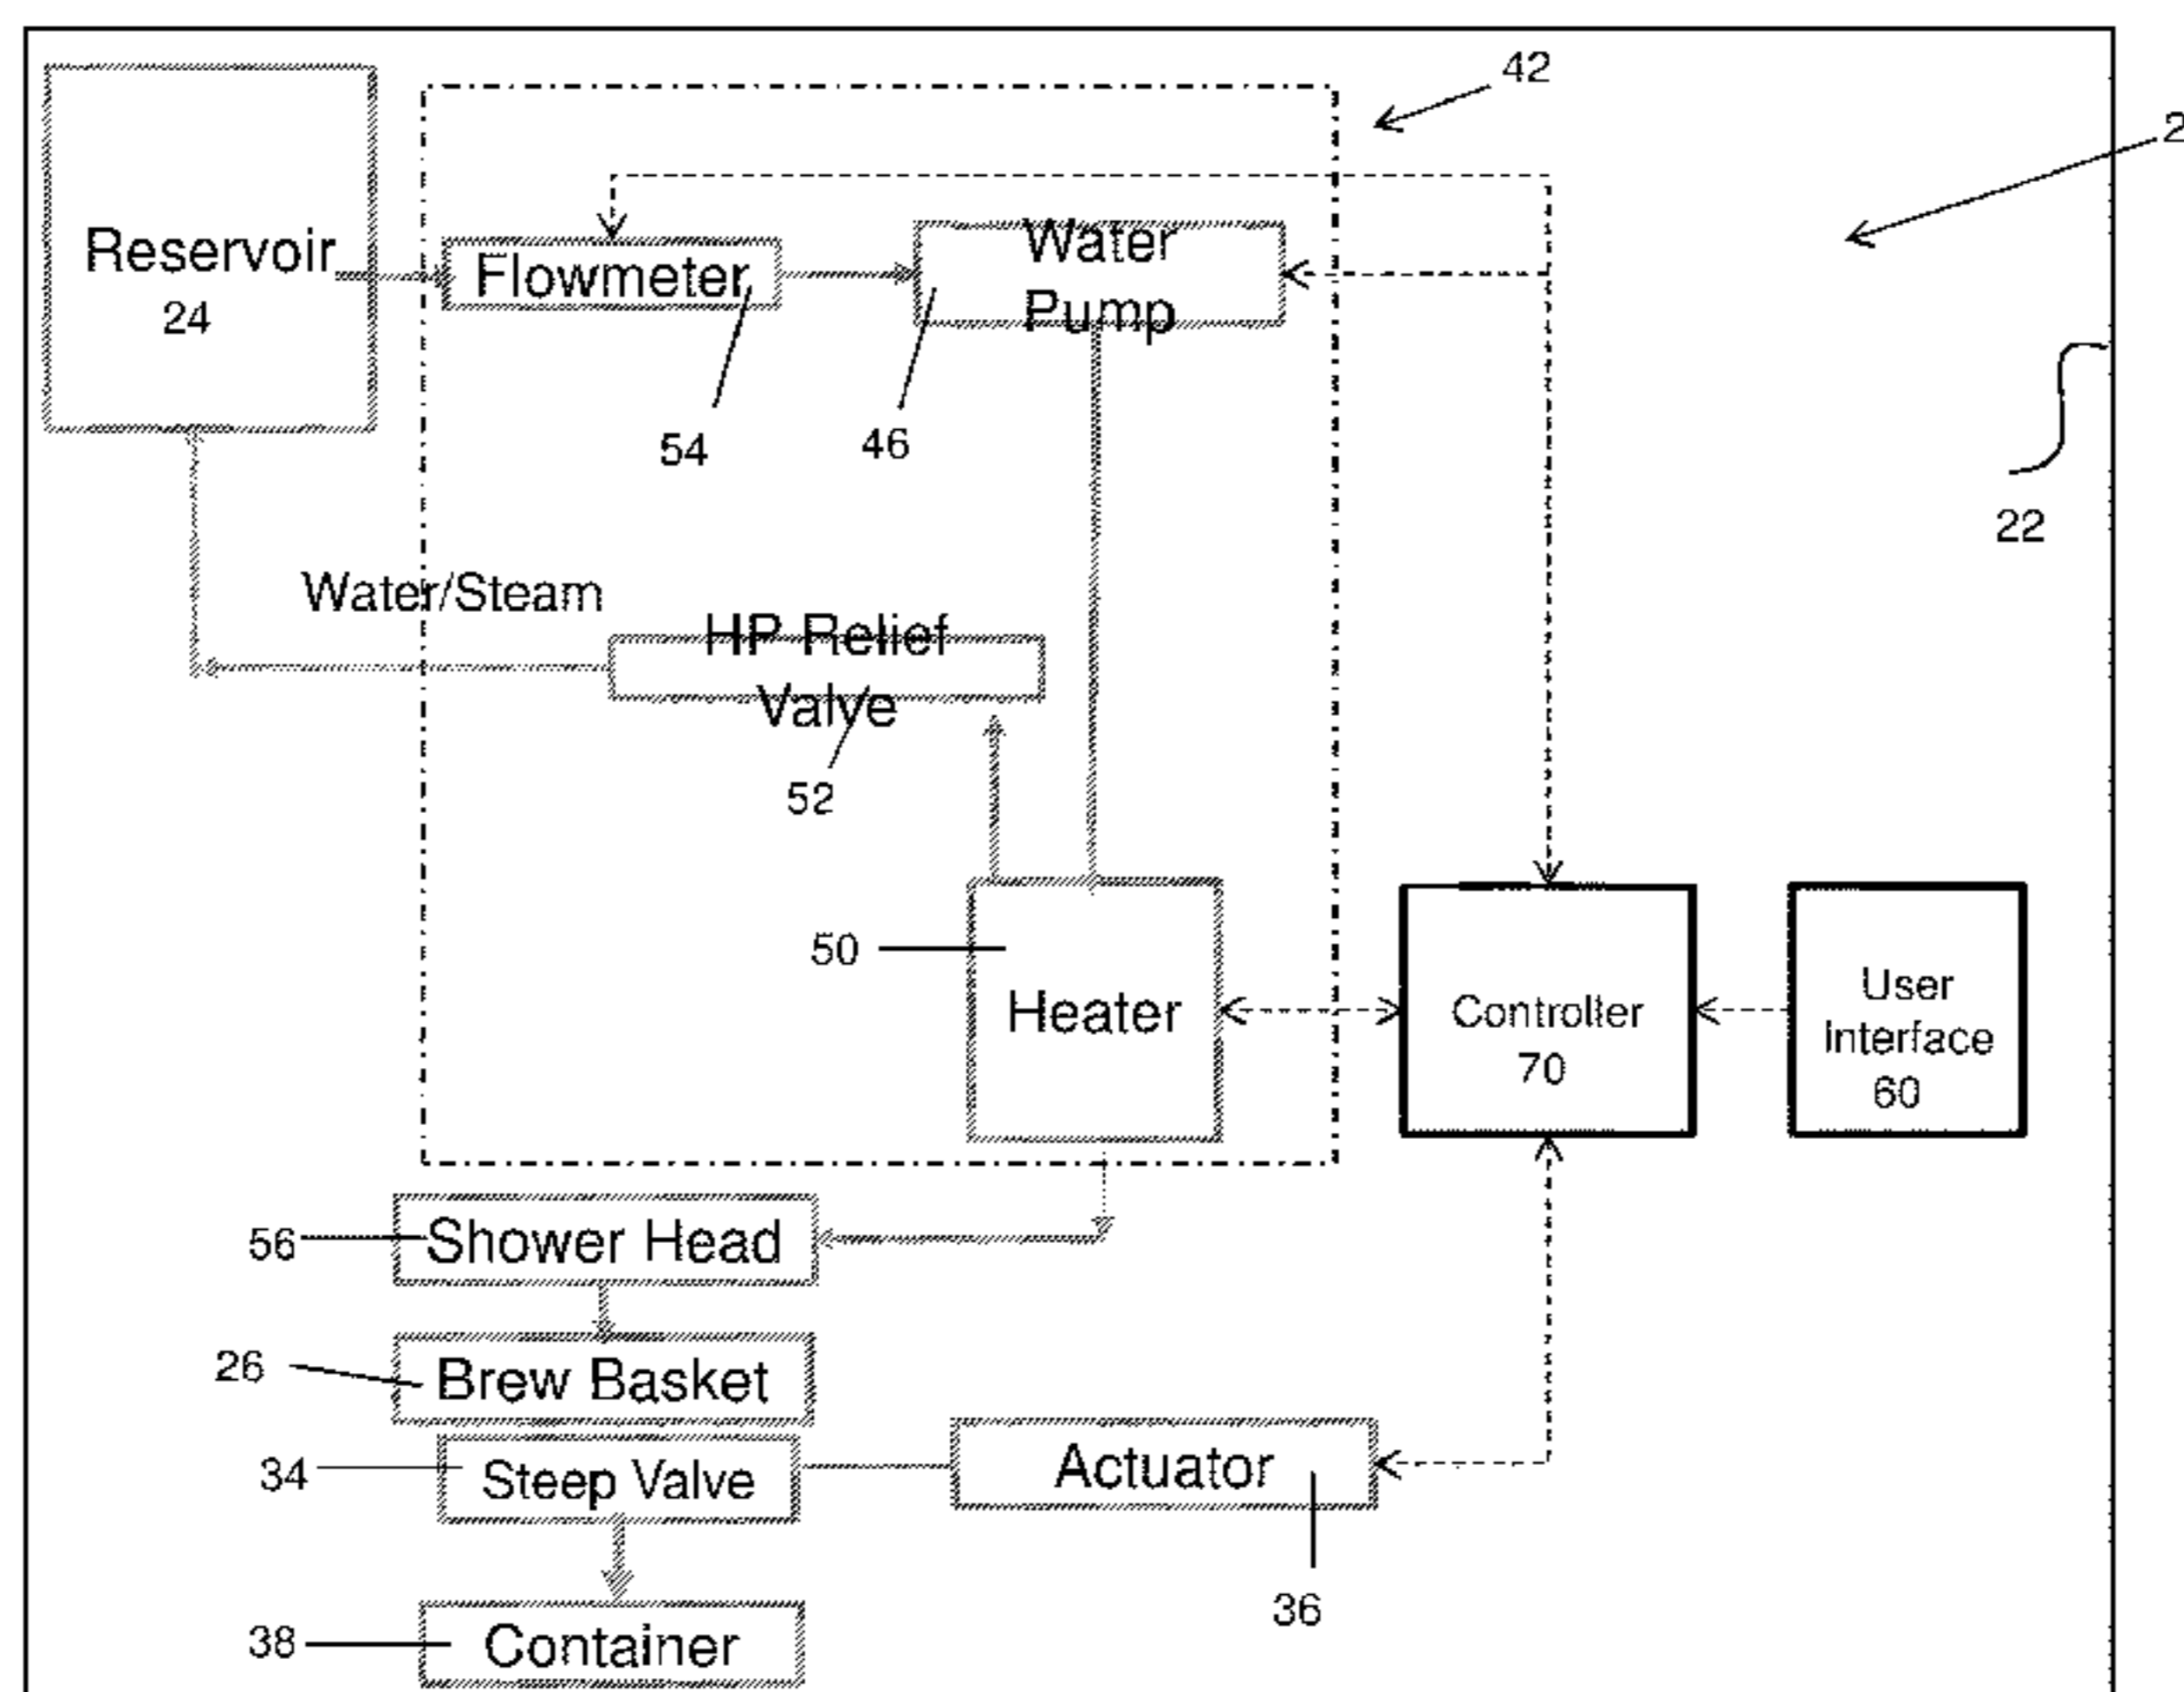 42
2
Reservoir
24
Flowmeter
Water
Pump
54
46
22
Water/Steam
HP Relief
Valve
52
50
Heater
Controller
70
User
Interface
60
56
Shower Head
26
Brew Basket
34
Steep Valve
Actuator
36
38
Container